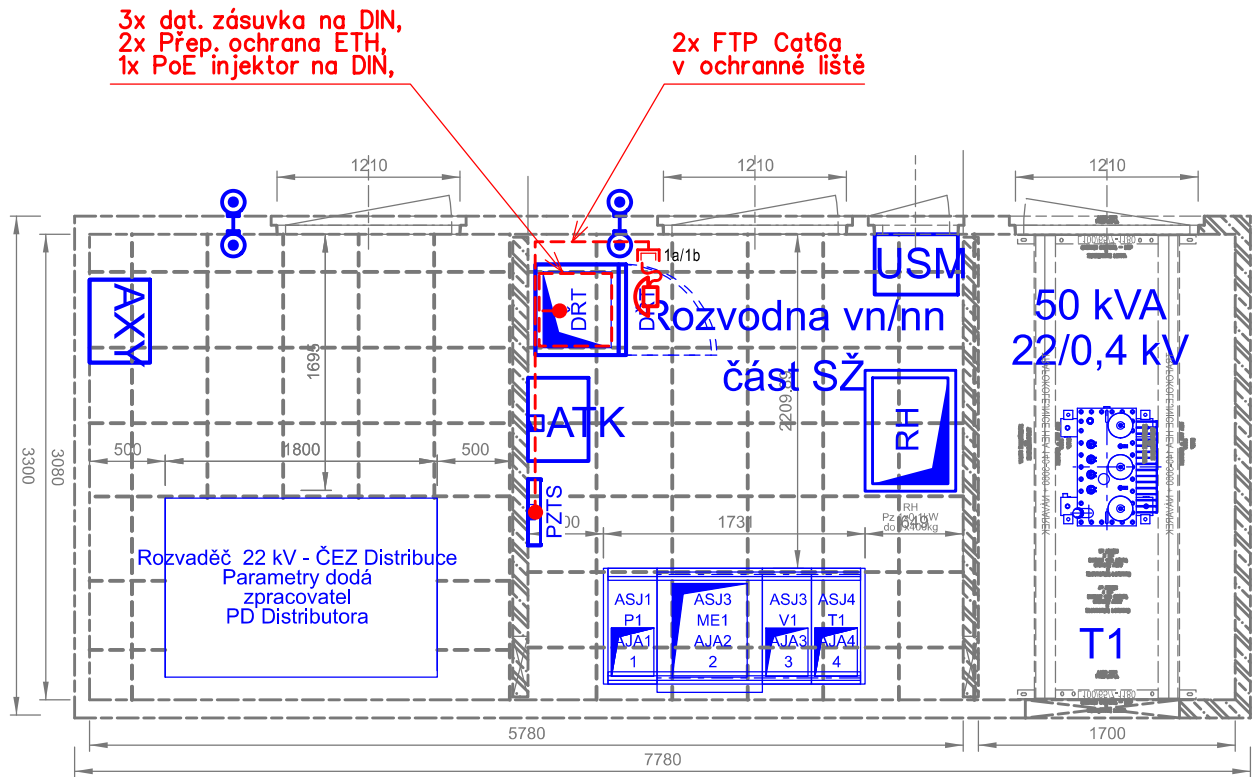 3x dat. zásuvka na DIN,
2x Přep. ochrana ETH,
1x PoE injektor na DIN,
2x FTP Cat6a
v ochranné liště
1210
1210
1210
1a/1b
USM
AXY
DŘT
Rozvodna vn/nn
část SŽ
50 kVA
22/0,4 kV
1695
2209,89
3300
3080
ATK
RH
500
1800
500
PZTS
1731
649
RH
Rozvaděč 22 kV - ČEZ Distribuce
Parametry dodá
zpracovatel
PD Distributora
ASJ1
P1
AJA1
1
ASJ3
ME1
AJA2
2
ASJ3
V1
AJA3
3
ASJ4
T1
AJA4
4
T1
5780
1700
7780